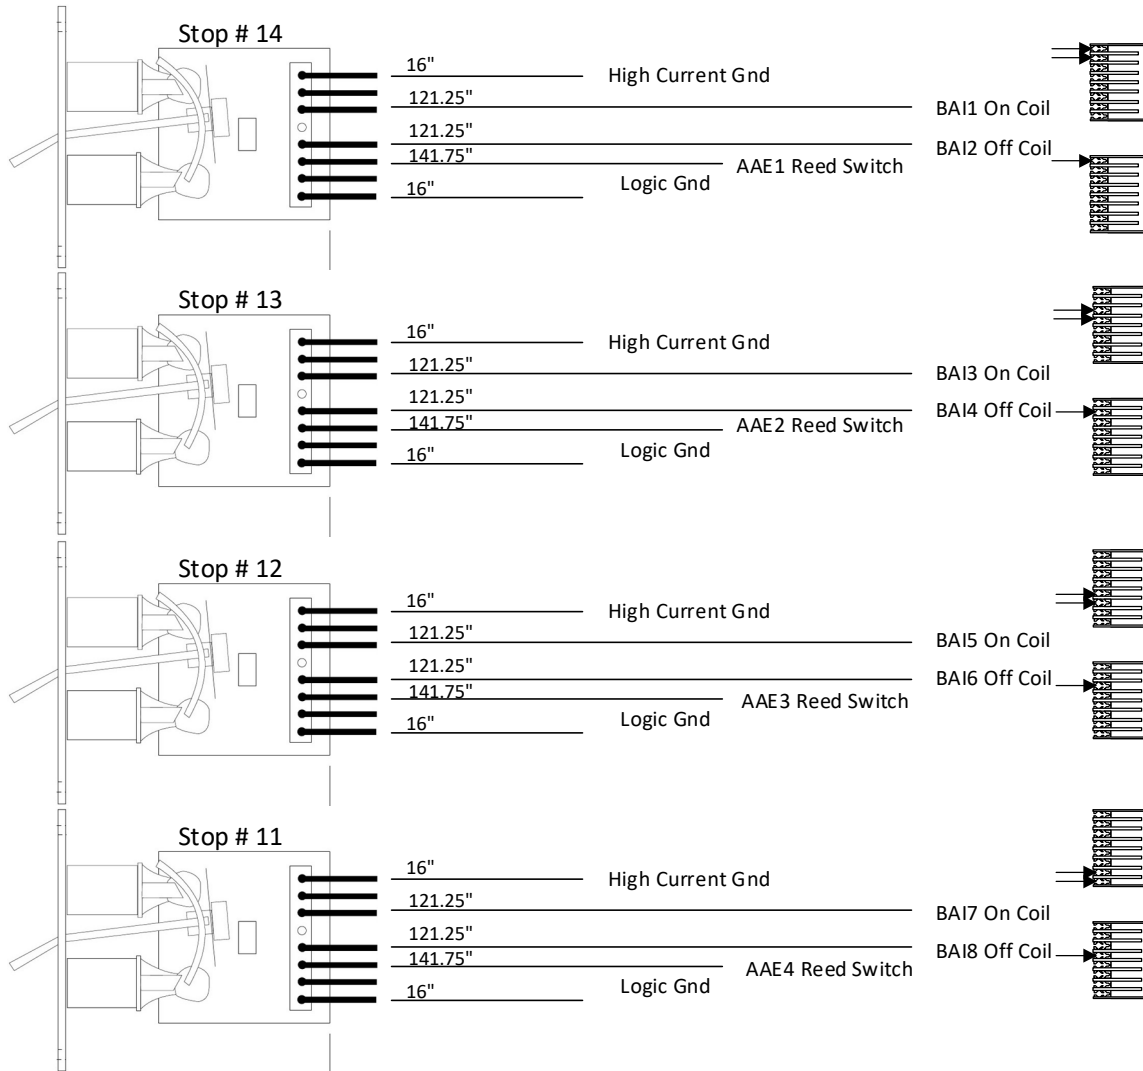 Stop # 14
16"
High Current Gnd
121.25"
BAI1 On Coil
121.25"
BAI2 Off Coil
141.75"
AAE1 Reed Switch
Logic Gnd
16"
Stop # 13
16"
High Current Gnd
121.25"
BAI3 On Coil
121.25"
BAI4 Off Coil
141.75"
AAE2 Reed Switch
Logic Gnd
16"
Stop # 12
16"
High Current Gnd
121.25"
BAI5 On Coil
121.25"
BAI6 Off Coil
141.75"
AAE3 Reed Switch
Logic Gnd
16"
Stop # 11
16"
High Current Gnd
121.25"
BAI7 On Coil
121.25"
BAI8 Off Coil
141.75"
AAE4 Reed Switch
Logic Gnd
16"